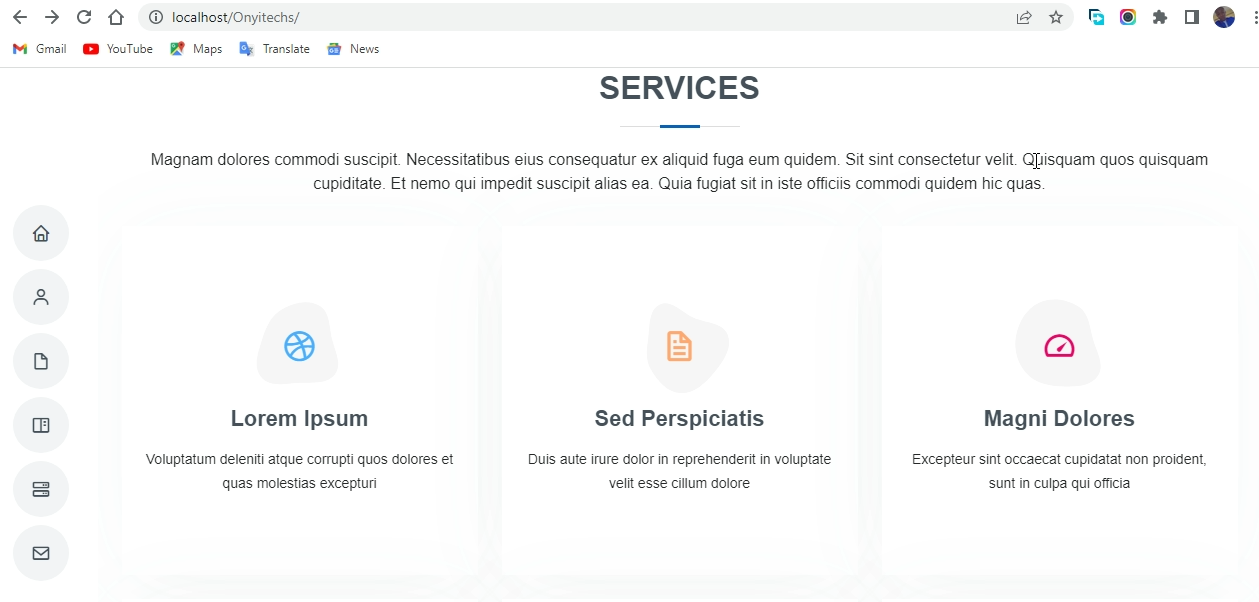 localhost/Onyitechs/
Gmail YouTube Maps Translate News
SERVICES
Magnam dolores commodi suscipit. Necessitatibus eius consequatur ex aliquid fuga eum quidem. Sit sint consectetur velit. Quisquam quos quisquam
cupiditate. Et nemo qui impedit suscipit alias ea. Quia fugiat sit in iste officiis commodi quidem hic quas.
Lorem Ipsum
Voluptatum deleniti atque corrupti quos dolores et
quas molestias excepturi
Sed Perspiciatis
Duis aute irure dolor in reprehenderit in voluptate
velit esse cillum dolore
Magni Dolores
Excepteur sint occaecat cupidatat non proident,
sunt in culpa qui officia